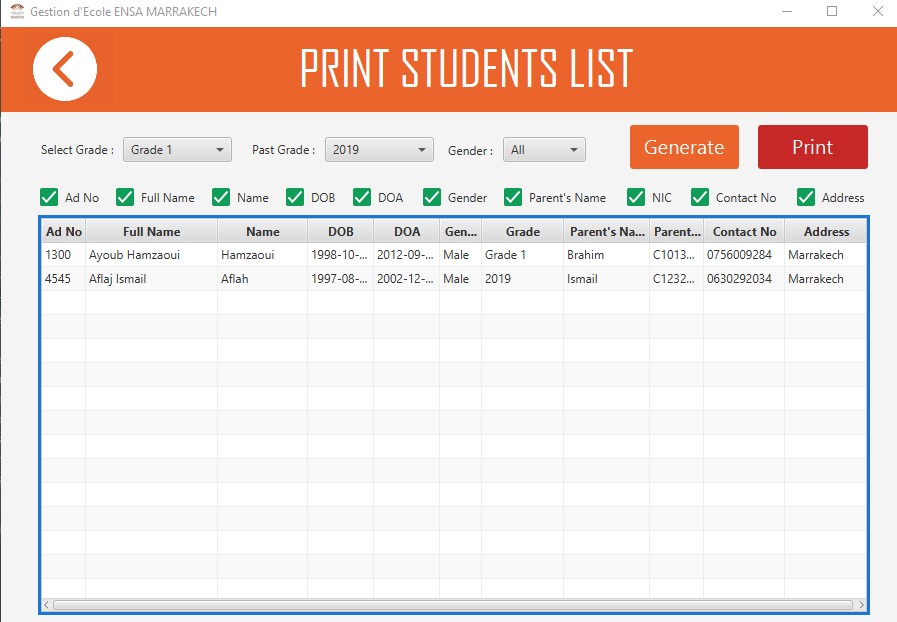 Gestion d'Ecole ENSA MARRAKECH
PRINT STUDENTS LIST
Select Grade : Grade 1 Past Grade : 2019 Gender : All Generate Print
Ad No Full Name Name DOB DOA Gender Parent's Name NIC Contact No Address
Ad No Full Name Name DOB DOA Gen... Grade Parent's Na... Parent... Contact No Address
1300 Ayoub Hamzaoui Hamzaoui 1998-10-... 2012-09-... Male Grade 1 Brahim C1013... 0756009284 Marrakech
4545 Aflaj Ismail Aflah 1997-08-... 2002-12-... Male 2019 Ismail C1232... 0630292034 Marrakech